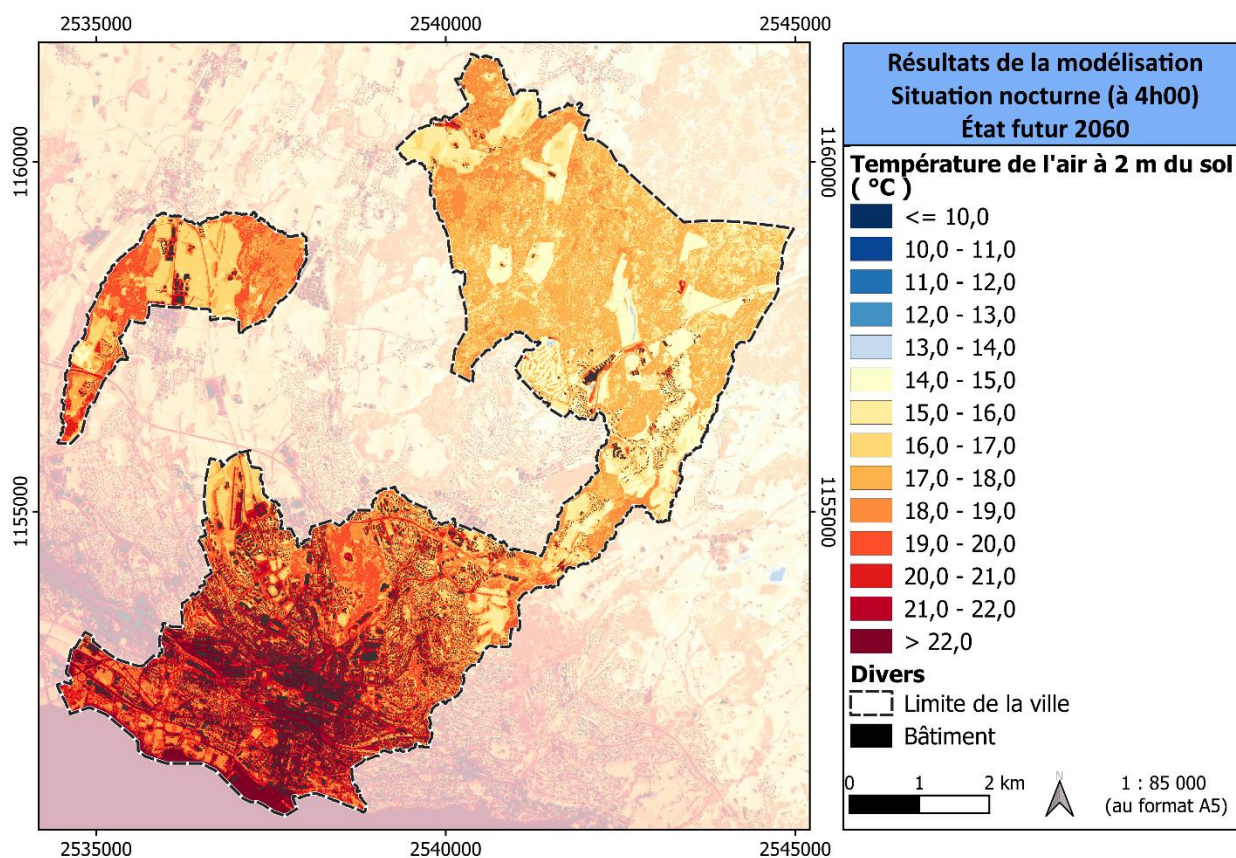 2535000
2540000
2545000
1160000
1160000
1155000
1155000
2535000
2540000
2545000
Résultats de la modélisation
Situation nocturne (à 4h00)
État futur 2060
Température de l'air à 2 m du sol
( °C )
<= 10,0
10,0 - 11,0
11,0 - 12,0
12,0 - 13,0
13,0 - 14,0
14,0 - 15,0
15,0 - 16,0
16,0 - 17,0
17,0 - 18,0
18,0 - 19,0
19,0 - 20,0
20,0 - 21,0
21,0 - 22,0
> 22,0
Divers
Limite de la ville
Bâtiment
0 1 2 km
N
1 : 85 000
(au format A5)